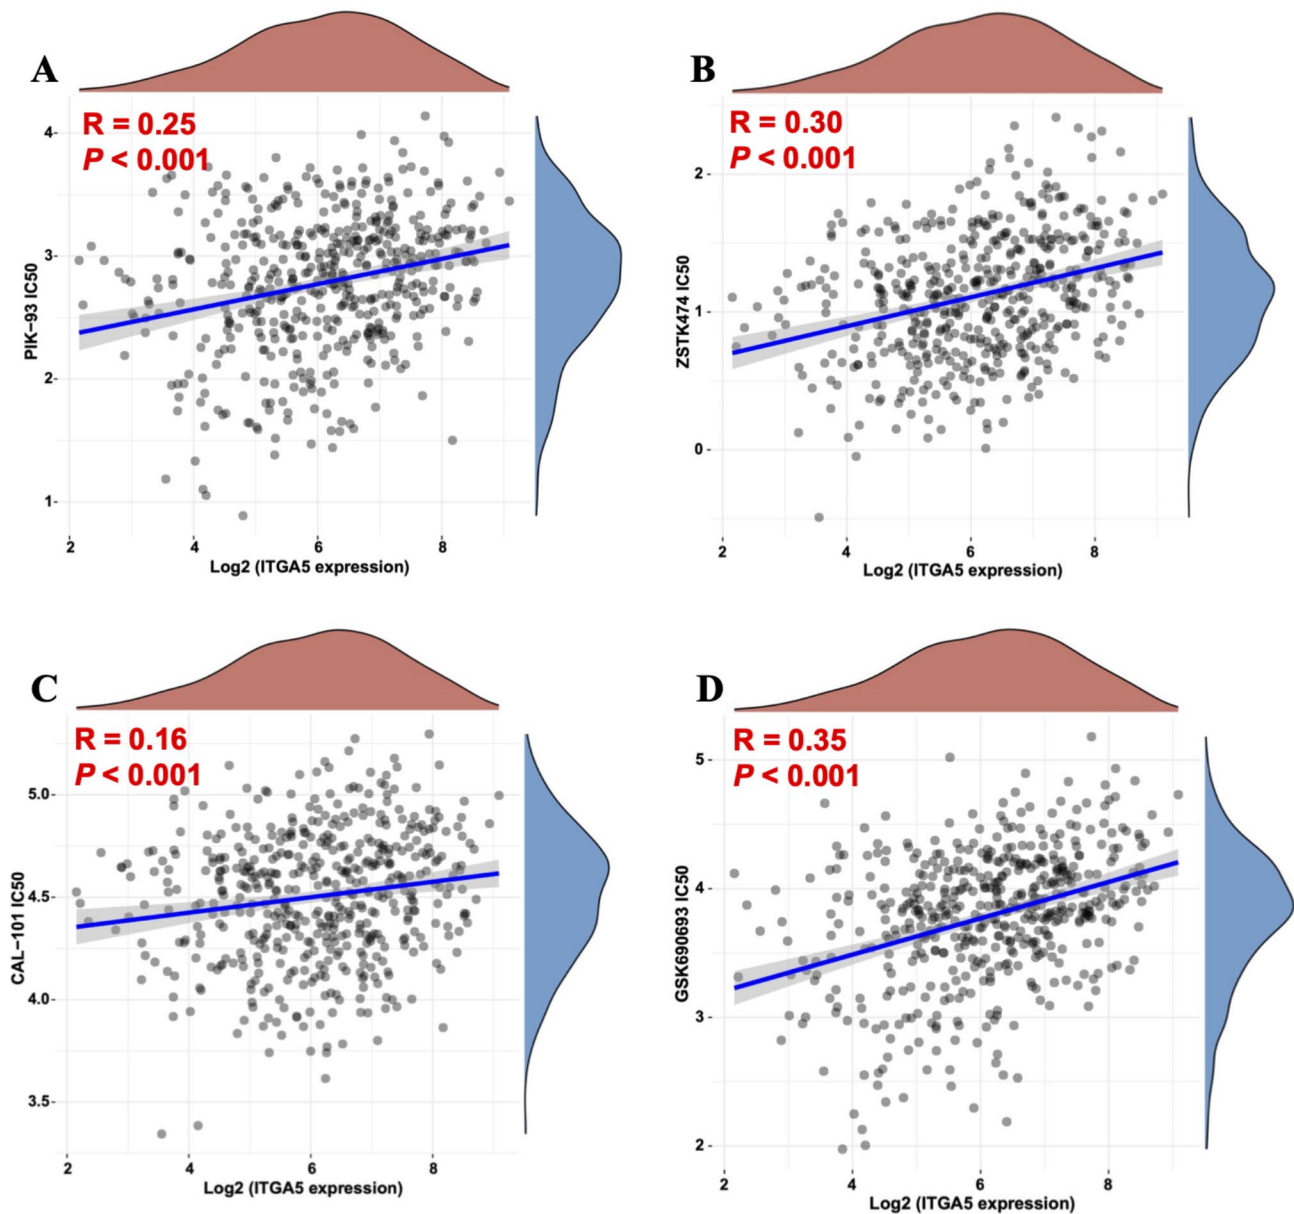 A
R = 0.25
P < 0.001
4
3
2
1
PIK–93 IC50
2 4 6 8
Log2 (ITGA5 expression)
B
R = 0.30
P < 0.001
2
1
0
ZSTK474 IC50
2 4 6 8
Log2 (ITGA5 expression)
C
R = 0.16
P < 0.001
5.0
4.5
4.0
3.5
CAL–101 IC50
2 4 6 8
Log2 (ITGA5 expression)
D
R = 0.35
P < 0.001
5
4
3
2
GSK690693 IC50
2 4 6 8
Log2 (ITGA5 expression)